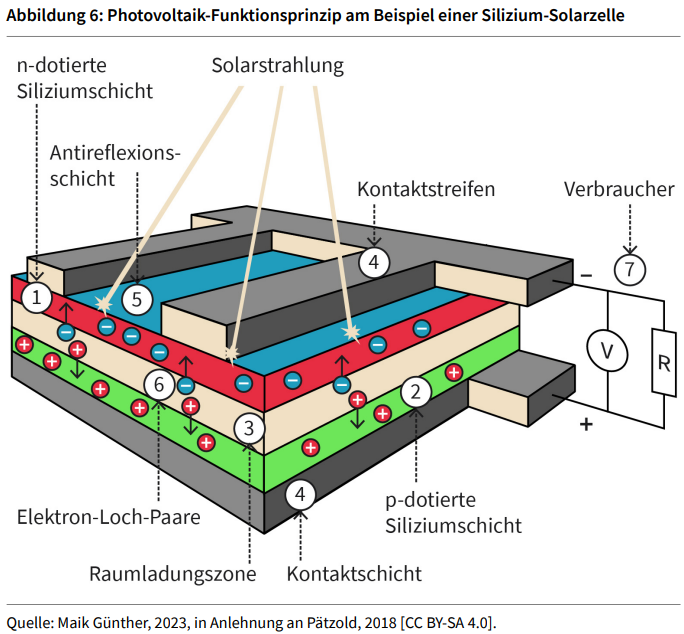 Abbildung 6: Photovoltaik-Funktionsprinzip am Beispiel einer Silizium-Solarzelle
n-dotierte
Siliziumschicht
Solarstrahlung
Antireflexions-
schicht
Kontaktstreifen
Verbraucher
4
7
–
1
5
V
R
6
2
3
+
4
p-dotierte
Siliziumschicht
Elektron-Loch-Paare
Raumladungszone
Kontaktschicht
Quelle: Maik Günther, 2023, in Anlehnung an Pätzold, 2018 [CC BY-SA 4.0].